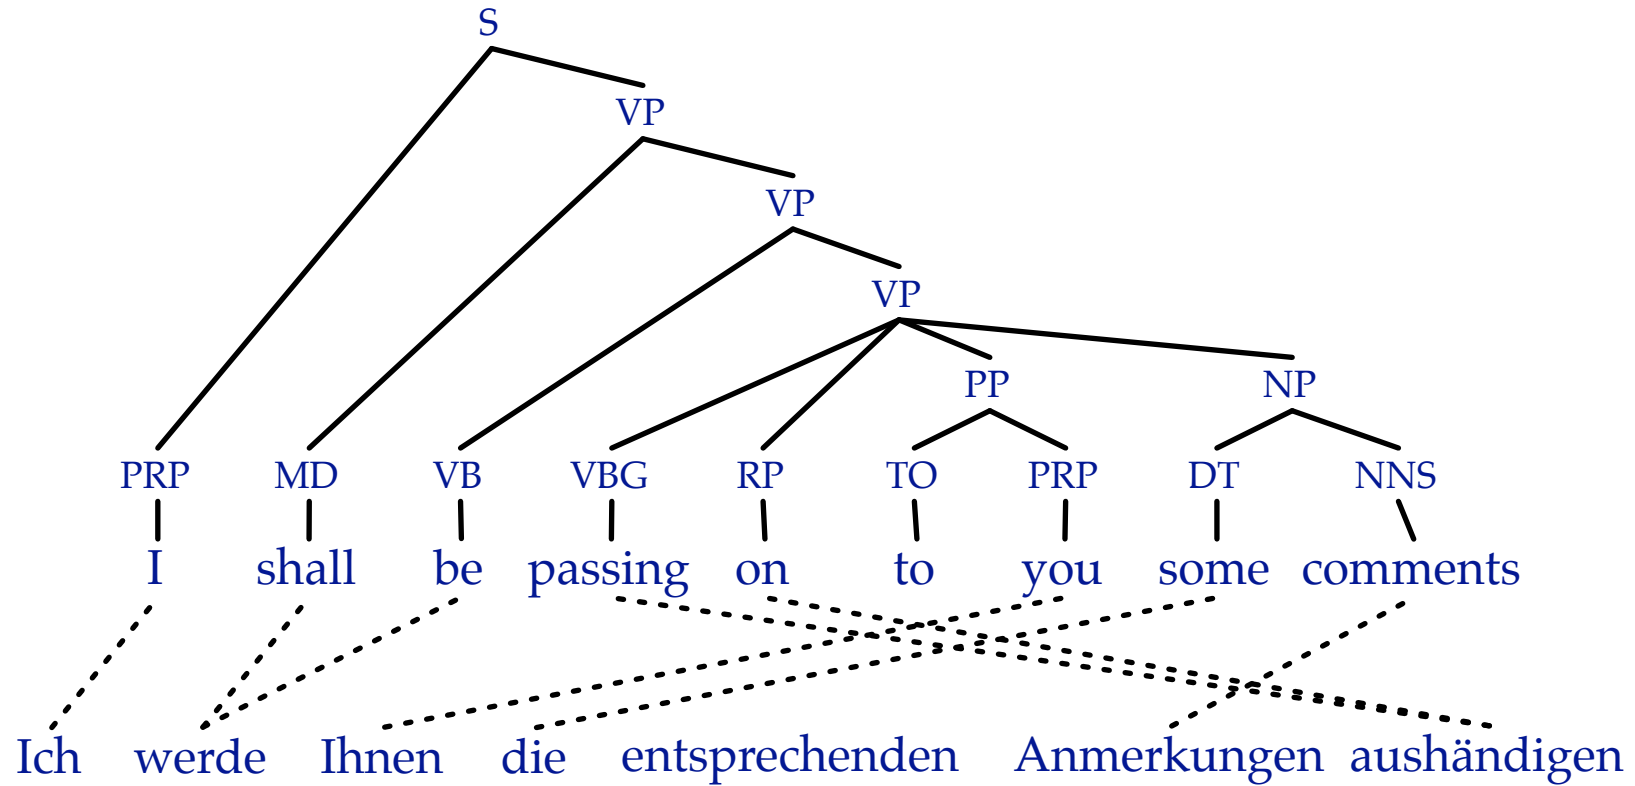 S
VP
VP
VP
PP NP
PRP MD VB VBG RP TO PRP DT NNS
I shall be passing on to you some comments
Ich werde Ihnen die entsprechenden Anmerkungen aushändigen